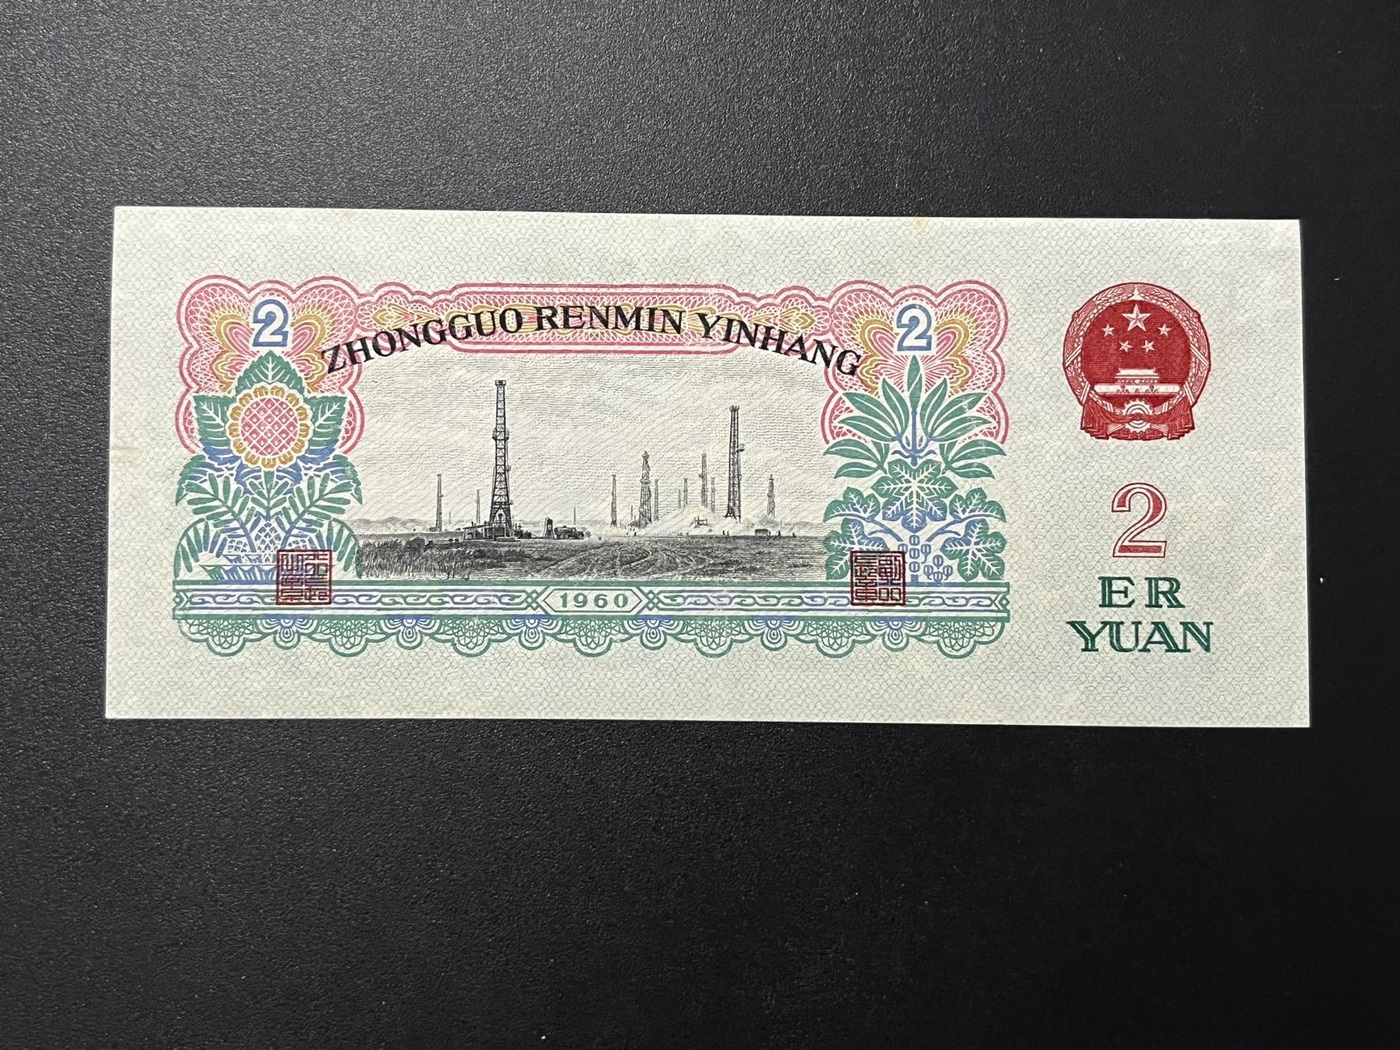 2
ZHONGGUO RENMIN YINHANG
2
1960
2
ER
YUAN